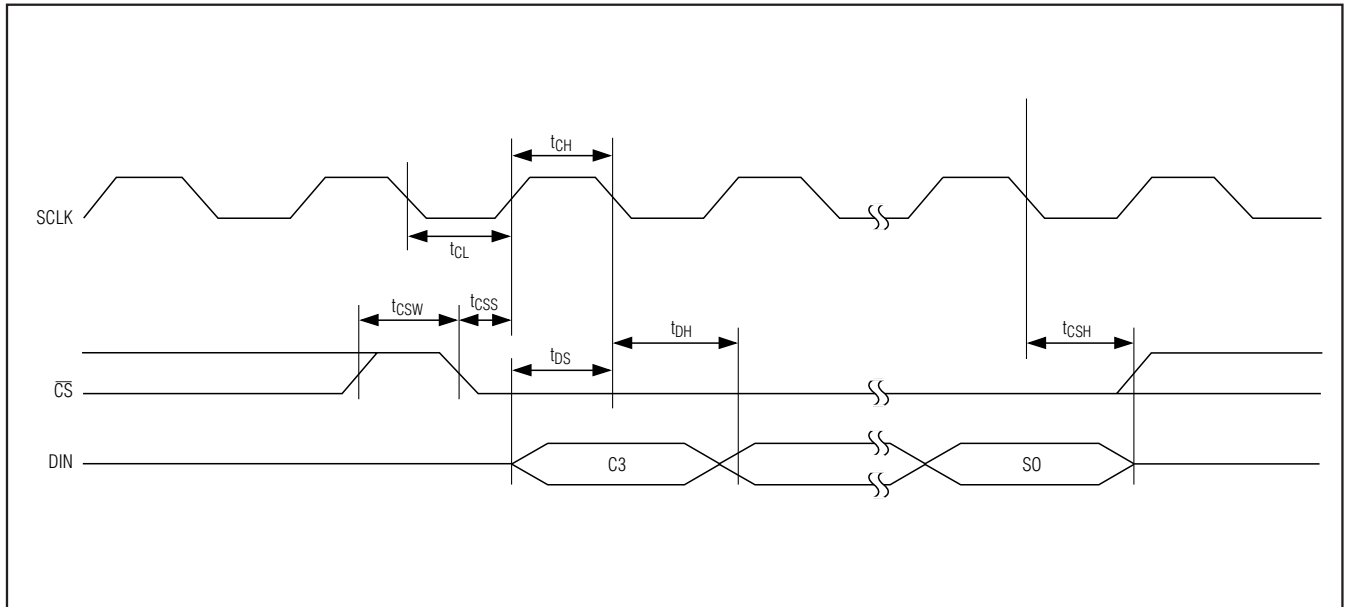 tCH
SCLK
tCL
tCSW
tCSS
tDH
tCSH
tDS
CS
DIN
C3
S0